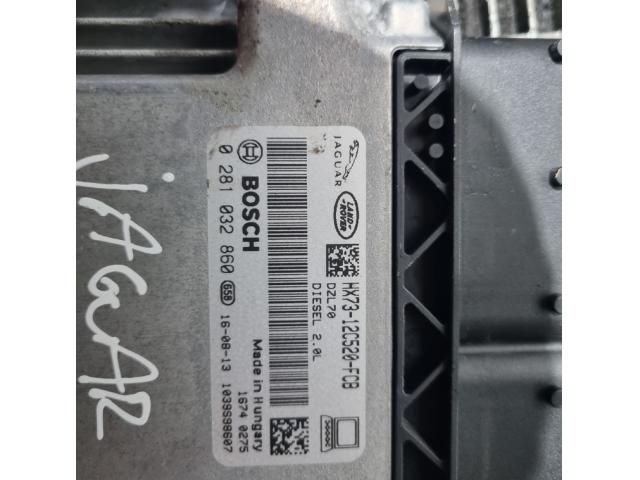 JAGUAR
LAND-
ROVER
HX73-12C520-FCB
DZL70
DIESEL 2.0L
BOSCH
0 281 032 860
658
16-08-13 1039S98607
Made in Hungary
1674 0275
JAGUAR